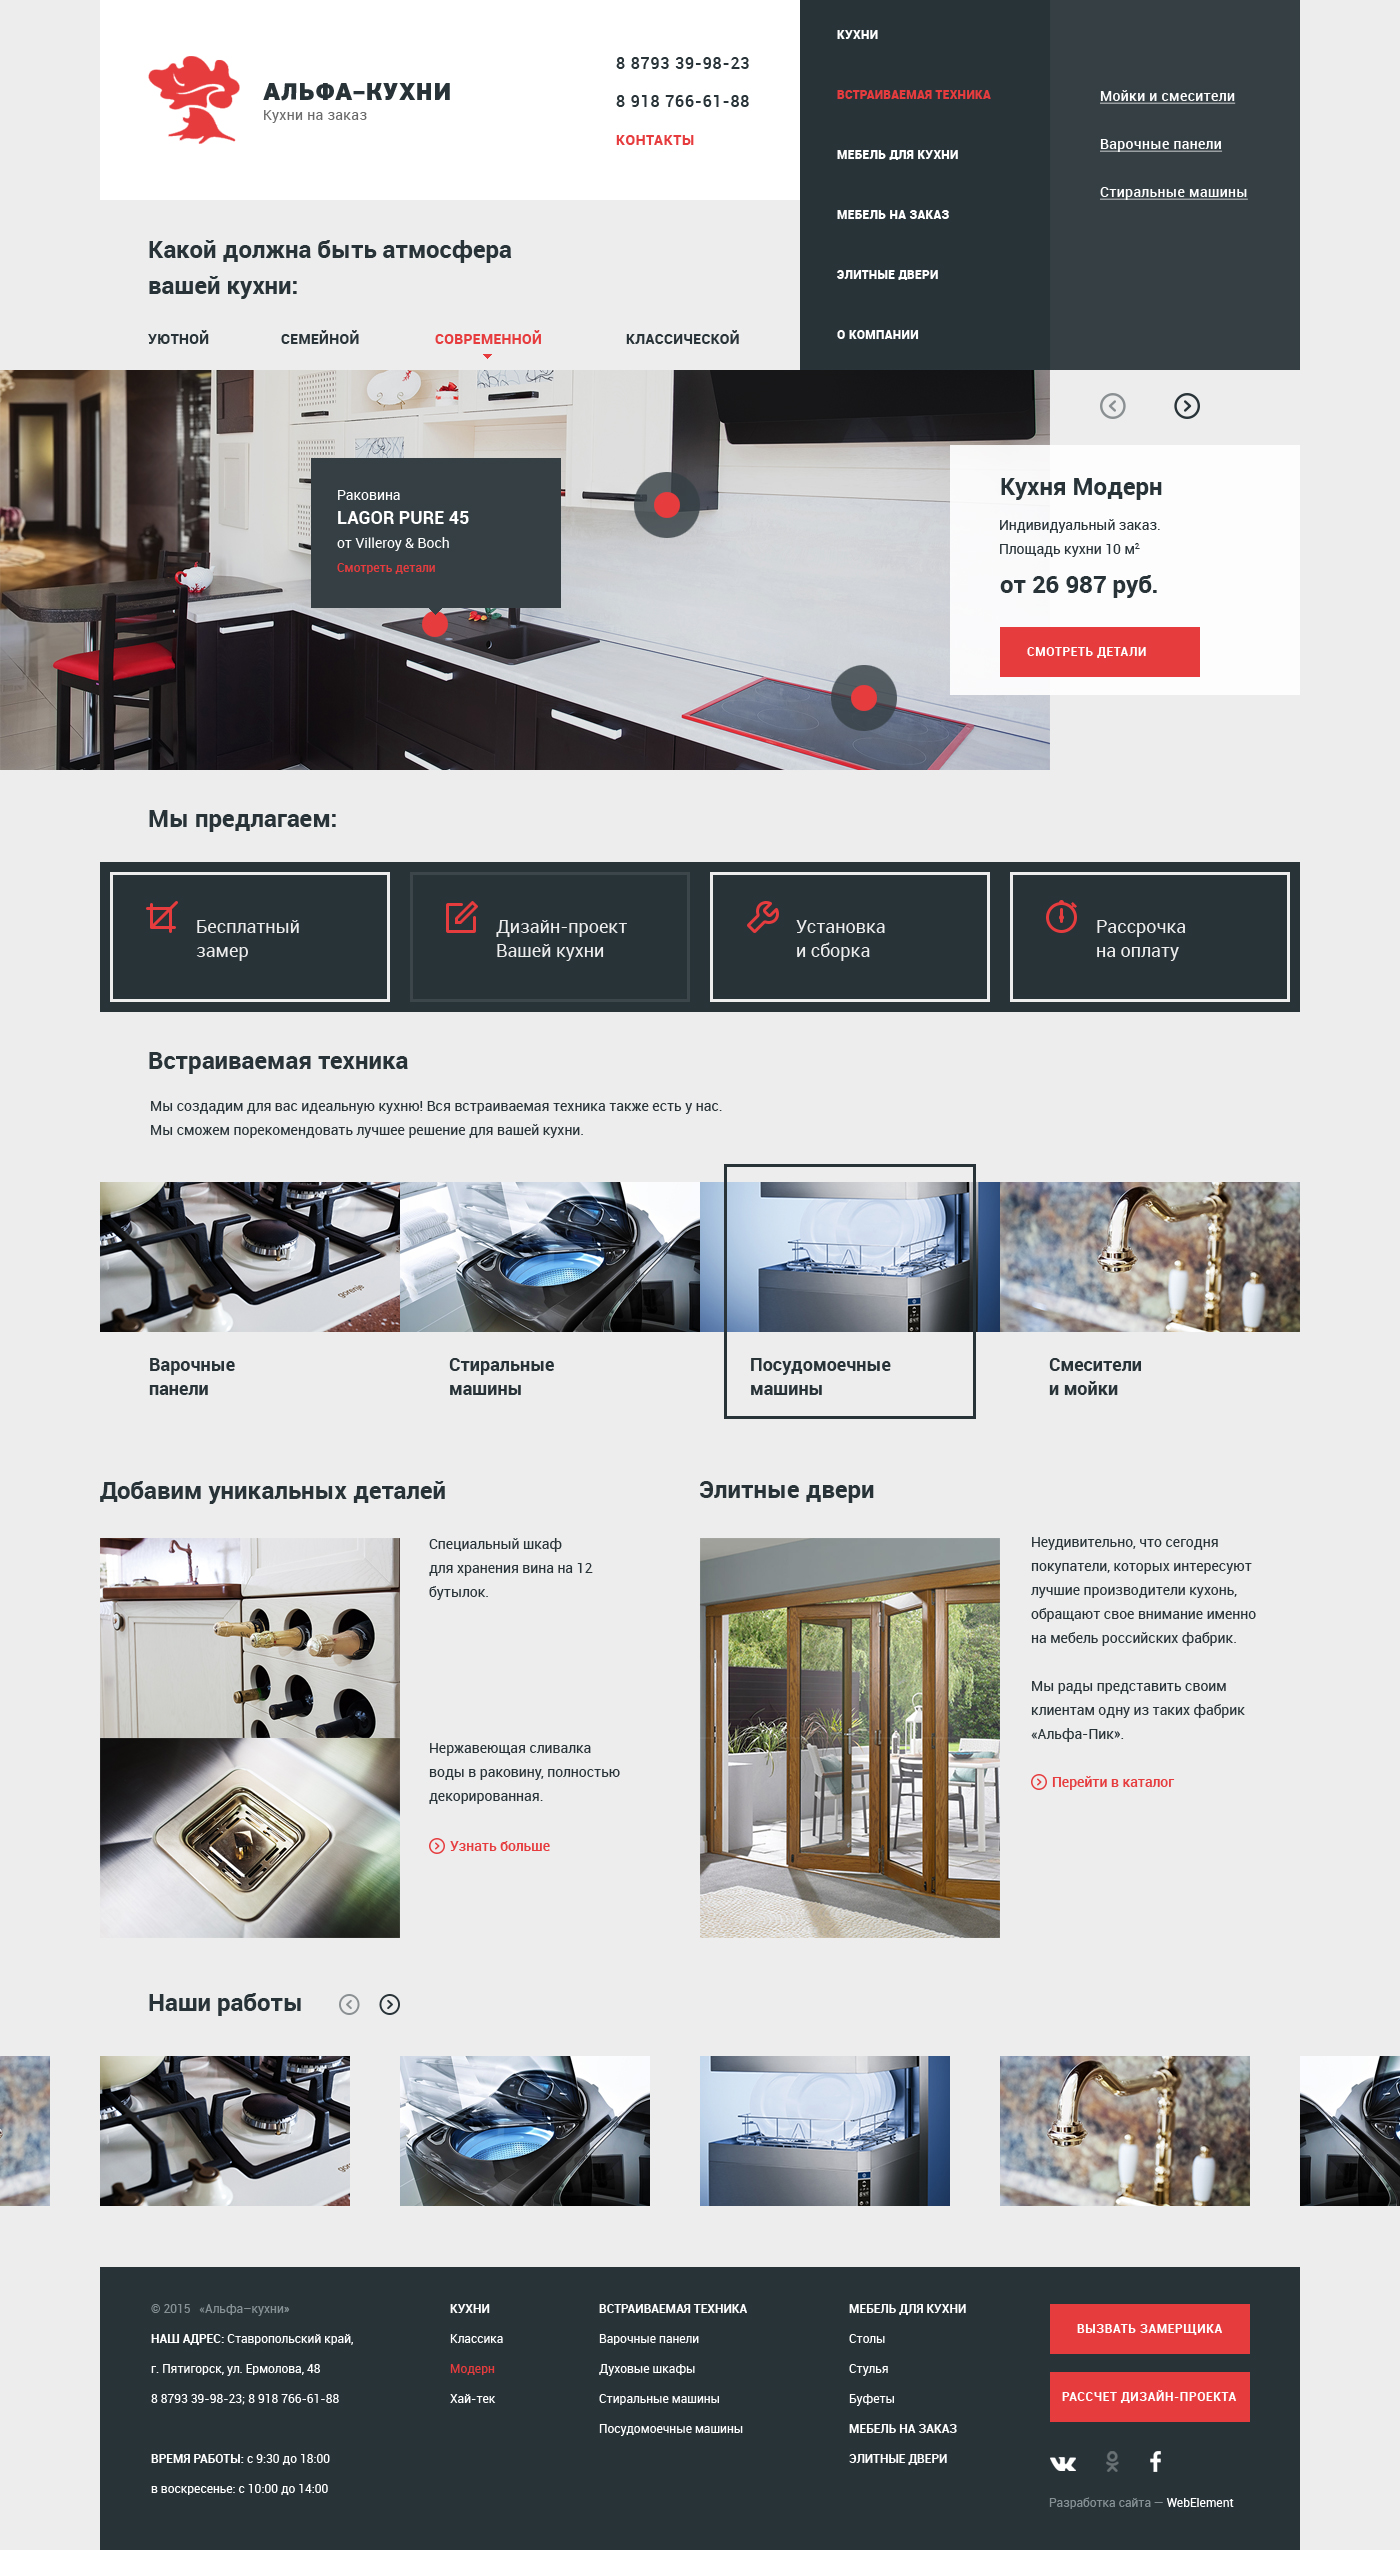 АЛЬФА–КУХНИ
Кухни на заказ
8 8793 39-98-23
8 918 766-61-88
КОНТАКТЫ
КУХНИ
ВСТРАИВАЕМАЯ ТЕХНИКА
МЕБЕЛЬ ДЛЯ КУХНИ
МЕБЕЛЬ НА ЗАКАЗ
ЭЛИТНЫЕ ДВЕРИ
О КОМПАНИИ
Мойки и смесители
Варочные панели
Стиральные машины
Какой должна быть атмосфера
вашей кухни:
УЮТНОЙ
СЕМЕЙНОЙ
СОВРЕМЕННОЙ
КЛАССИЧЕСКОЙ
Раковина
LAGOR PURE 45
от Villeroy & Boch
Смотреть детали
Кухня Модерн
Индивидуальный заказ.
Площадь кухни 10 м²
от 26 987 руб.
СМОТРЕТЬ ДЕТАЛИ
Мы предлагаем:
Бесплатный
замер
Дизайн-проект
Вашей кухни
Установка
и сборка
Рассрочка
на оплату
Встраиваемая техника
Мы создадим для вас идеальную кухню! Вся встраиваемая техника также есть у нас.
Мы сможем порекомендовать лучшее решение для вашей кухни.
gorenje
Варочные
панели
Стиральные
машины
Посудомоечные
машины
Смесители
и мойки
Добавим уникальных деталей
Специальный шкаф
для хранения вина на 12
бутылок.
Нержавеющая сливалка
воды в раковину, полностью
декорированная.
Узнать больше
Элитные двери
Неудивительно, что сегодня
покупатели, которых интересуют
лучшие производители кухонь,
обращают свое внимание именно
на мебель российских фабрик.
Мы рады представить своим
клиентам одну из таких фабрик
«Альфа-Пик».
Перейти в каталог
Наши работы
© 2015 «Альфа–кухни»
НАШ АДРЕС: Ставропольский край,
г. Пятигорск, ул. Ермолова, 48
8 8793 39-98-23; 8 918 766-61-88
ВРЕМЯ РАБОТЫ: с 9:30 до 18:00
в воскресенье: с 10:00 до 14:00
КУХНИ
Классика
Модерн
Хай-тек
ВСТРАИВАЕМАЯ ТЕХНИКА
Варочные панели
Духовые шкафы
Стиральные машины
Посудомоечные машины
МЕБЕЛЬ ДЛЯ КУХНИ
Столы
Стулья
Буфеты
МЕБЕЛЬ НА ЗАКАЗ
ЭЛИТНЫЕ ДВЕРИ
ВЫЗВАТЬ ЗАМЕРЩИКА
РАССЧЕТ ДИЗАЙН-ПРОЕКТА
Разработка сайта — WebElement